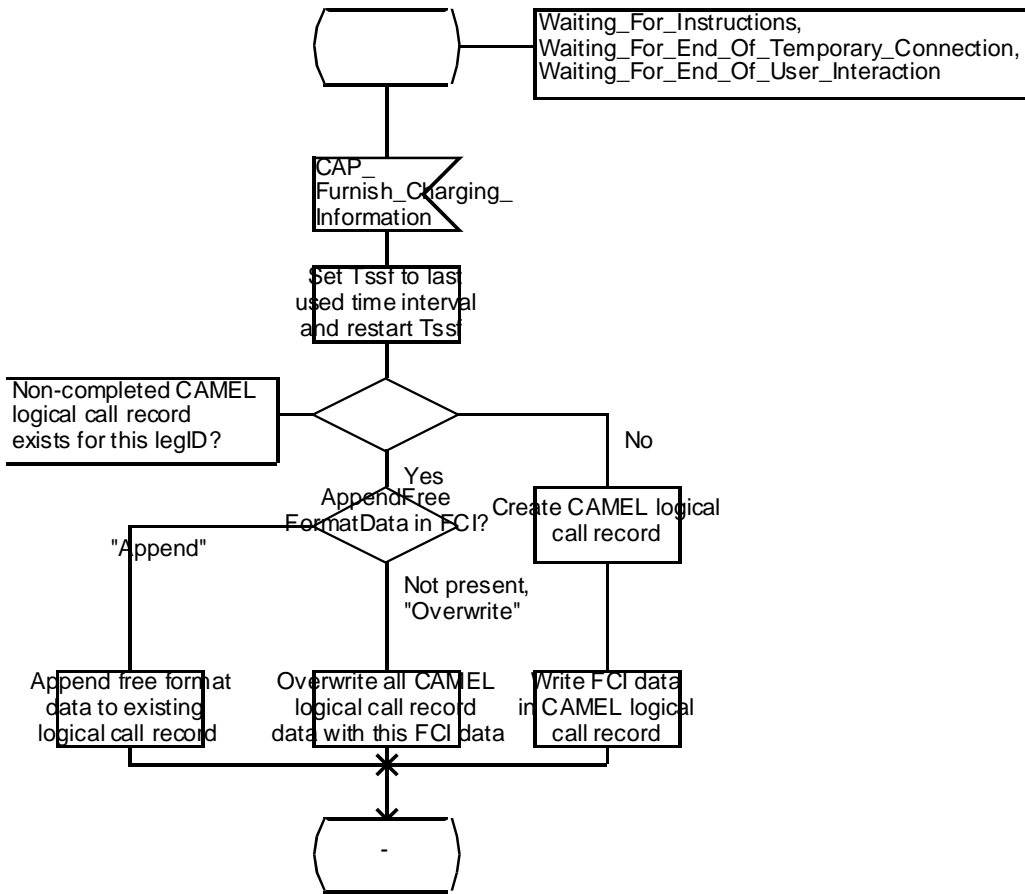 Waiting_For_Instructions,
Waiting_For_End_Of_Temporary_Connection,
Waiting_For_End_Of_User_Interaction
CAP_
Furnish_Charging_
Information
Set Tssf to last
used time interval
and restart Tssf
Non-completed CAMEL
logical call record
exists for this legID?
No
Yes
AppendFree
FormatData in FCI?
Create CAMEL logical
call record
"Append"
Not present,
"Overwrite"
Append free format
data to existing
logical call record
Overwrite all CAMEL
logical call record
data with this FCI data
Write FCI data
in CAMEL logical
call record
-